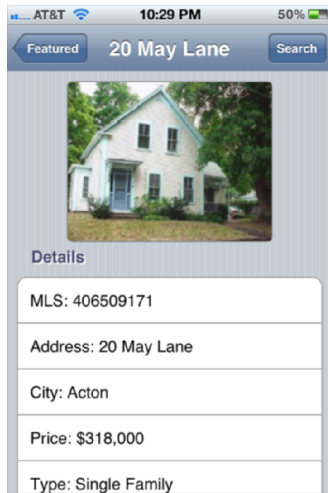 AT&T 10:29 PM 50%
Featured 20 May Lane Search
Details
MLS: 406509171
Address: 20 May Lane
City: Acton
Price: $318,000
Type: Single Family